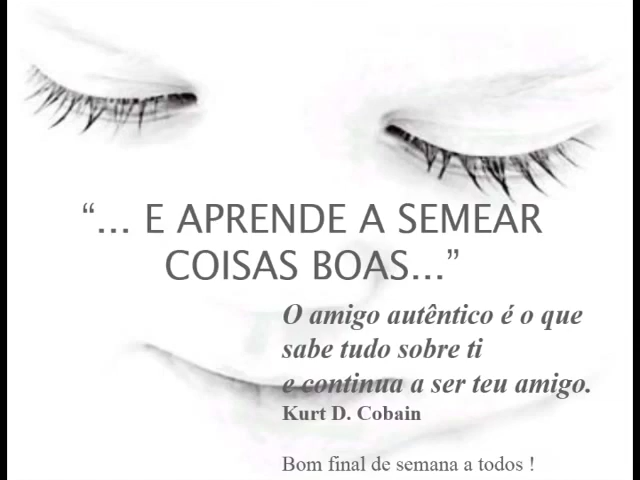 “... E APRENDE A SEMEAR
COISAS BOAS...”
O amigo autêntico é o que
sabe tudo sobre ti
e continua a ser teu amigo.
Kurt D. Cobain
Bom final de semana a todos !